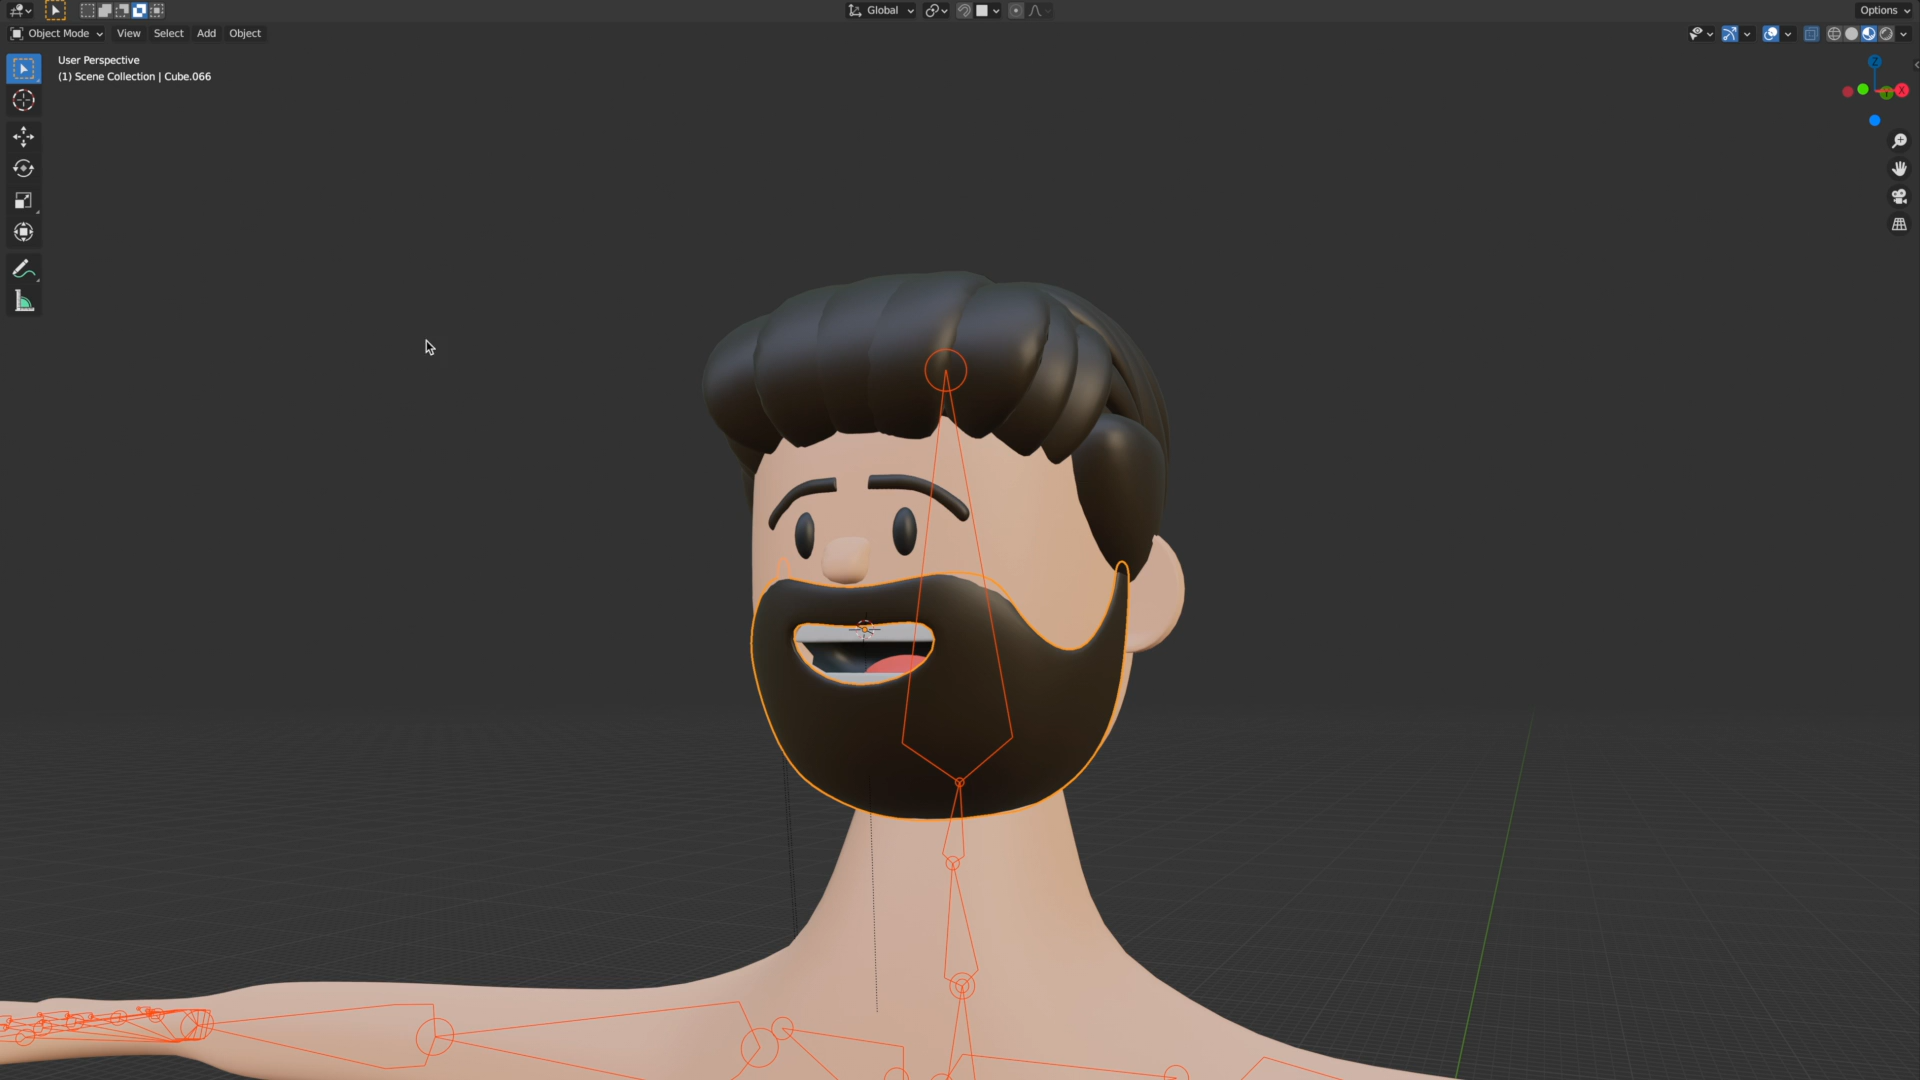 Global
Options
Object Mode
View
Select
Add
Object
User Perspective
(1) Scene Collection | Cube.066
Z
X
Y